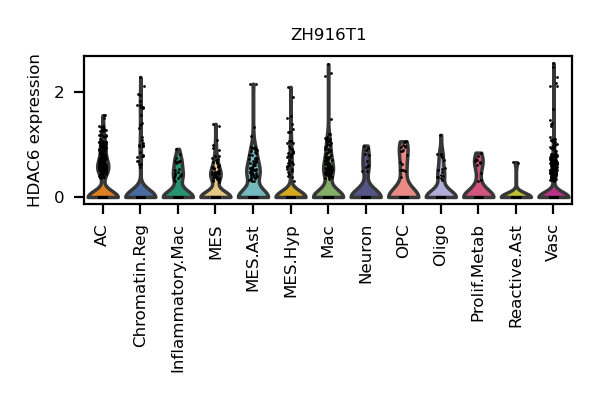 ZH916T1
HDAC6 expression
2
0
AC
Chromatin.Reg
Inflammatory.Mac
MES
MES.Ast
MES.Hyp
Mac
Neuron
OPC
Oligo
Prolif.Metab
Reactive.Ast
Vasc